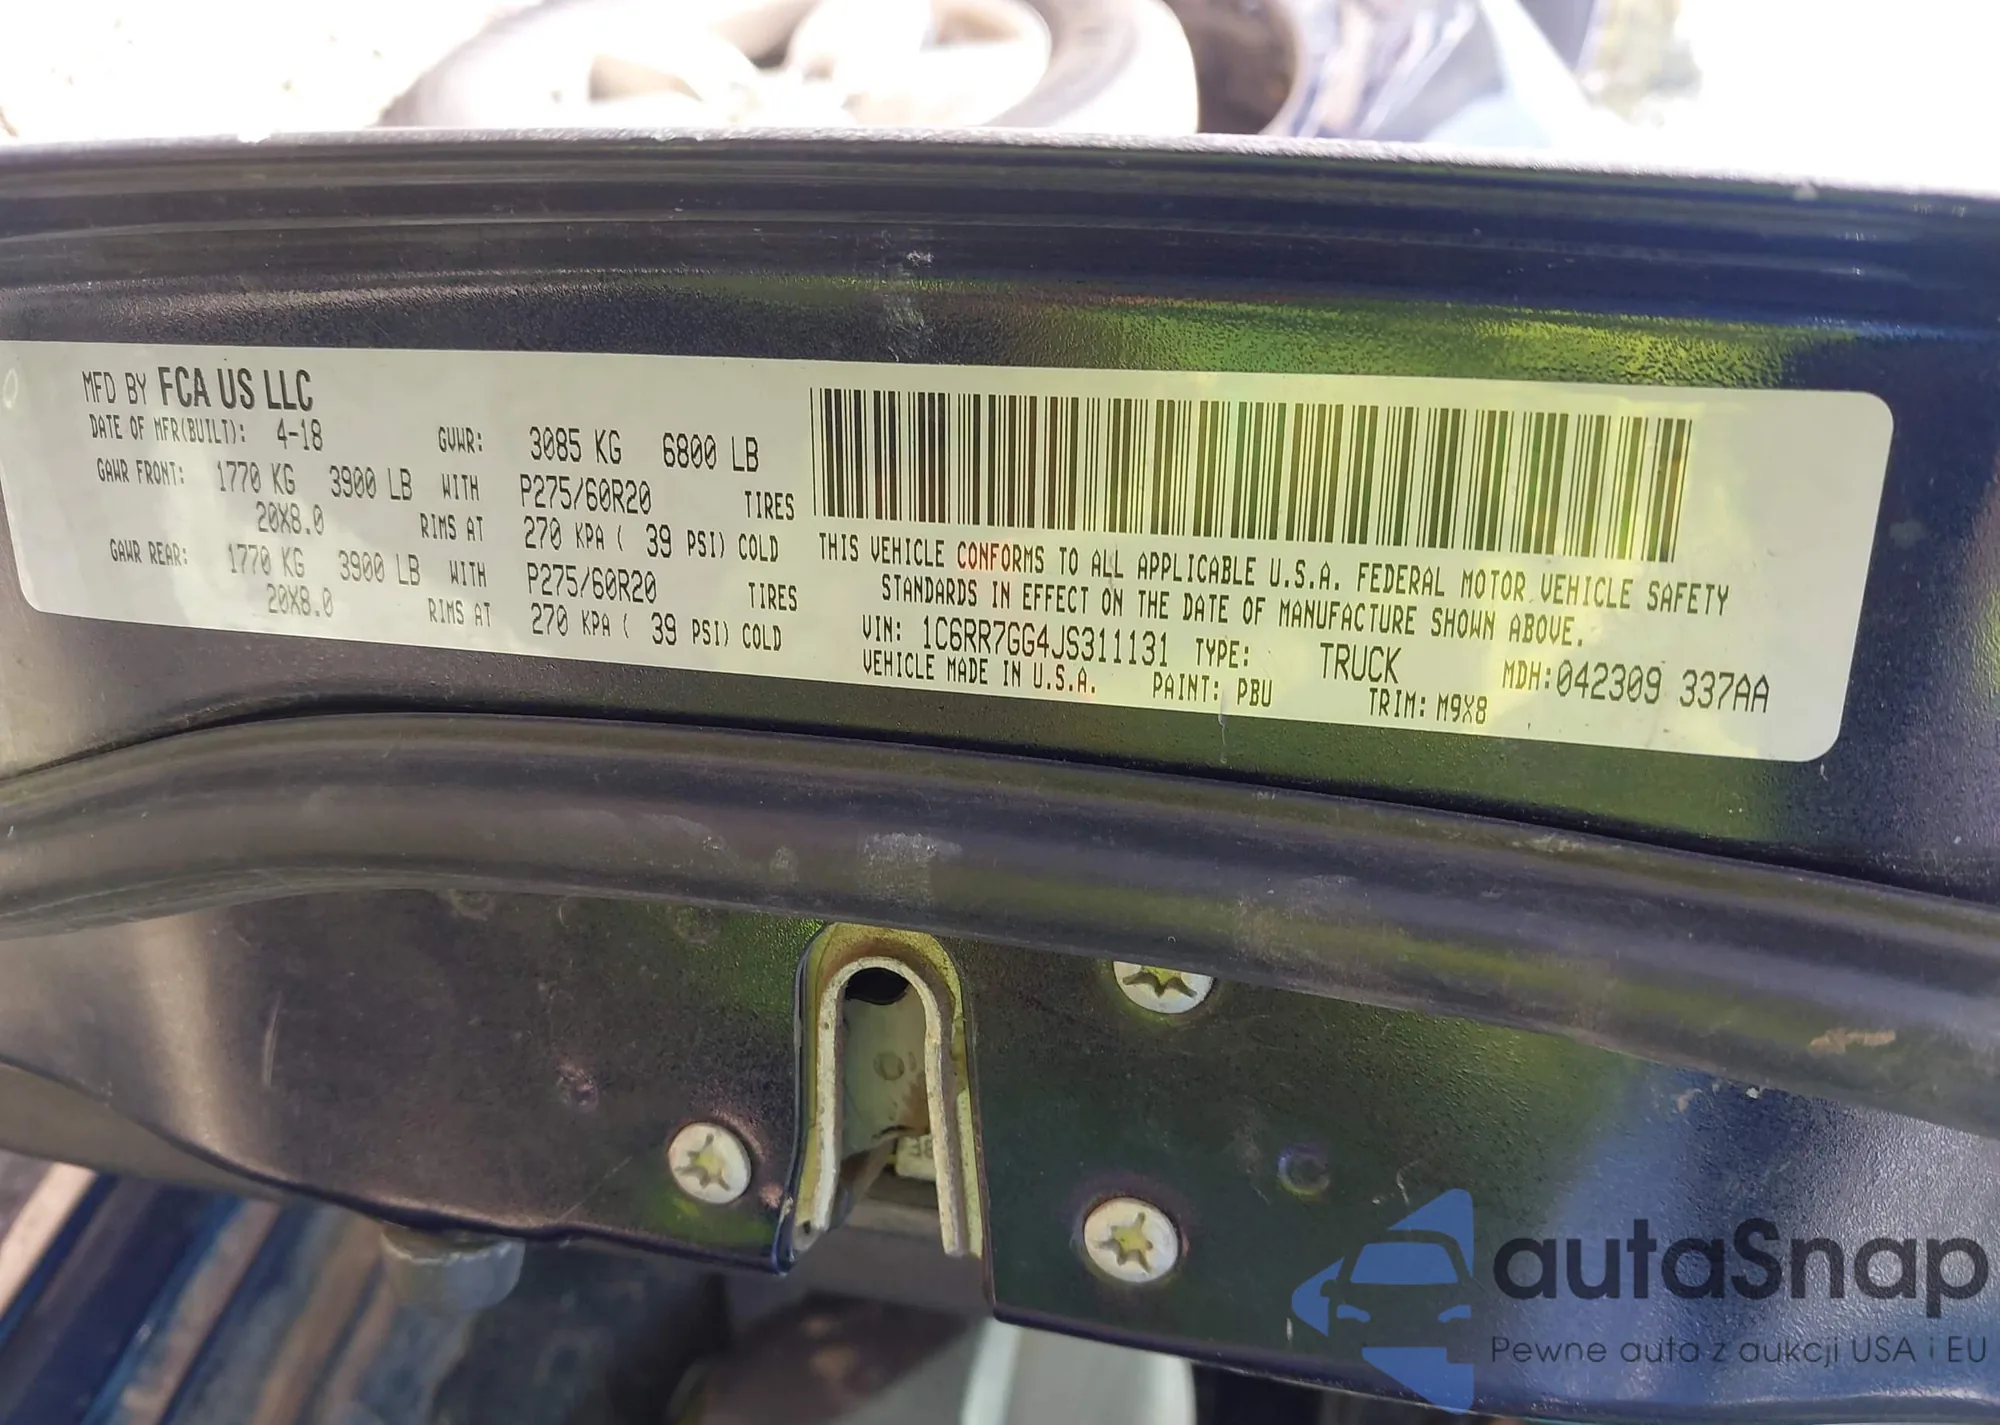 MFD BY FCA US LLC
DATE OF MFR(BUILT): 4-18 GVWR: 3085 KG 6800 LB
GAWR FRONT: 1770 KG 3900 LB WITH P275/60R20 TIRES
20X8.0 RIMS AT 270 KPA ( 39 PSI) COLD
GAWR REAR: 1770 KG 3900 LB WITH P275/60R20 TIRES
20X8.0 RIMS AT 270 KPA ( 39 PSI) COLD
THIS VEHICLE CONFORMS TO ALL APPLICABLE U.S.A. FEDERAL MOTOR VEHICLE SAFETY
STANDARDS IN EFFECT ON THE DATE OF MANUFACTURE SHOWN ABOVE.
VIN: 1C6RR7GG4JS311131 TYPE: TRUCK MDH:042309 337AA
VEHICLE MADE IN U.S.A. PAINT: PBU TRIM: M9X8
autaSnap
Pewne auta z aukcji USA i EU